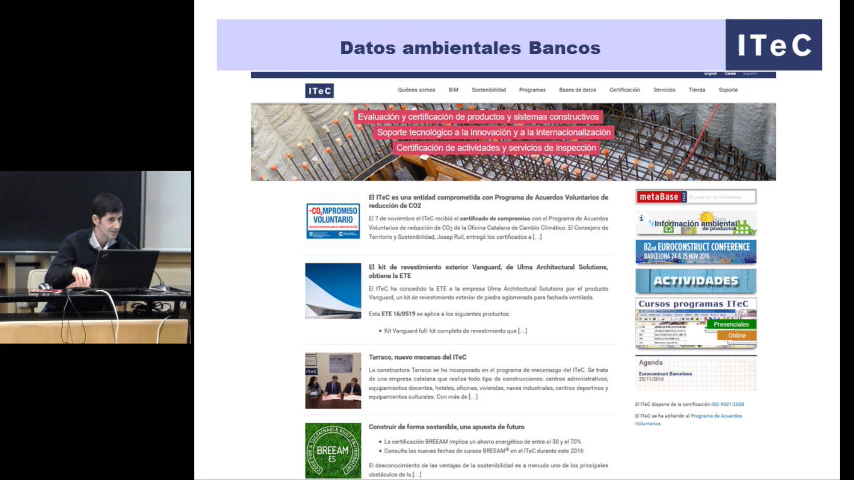 Datos ambientales Bancos
ITeC
English Català Español
ITeC
Quiénes somos BIM Sostenibilidad Programas Bases de datos Certificación Servicios Tienda Soporte
Evaluación y certificación de productos y sistemas constructivos
Soporte tecnológico a la innovación y a la internacionalización
Certificación de actividades y servicios de inspección
-CO₂MPROMISO
VOLUNTARIO
El ITeC es una entidad comprometida con Programa de Acuerdos Voluntarios de
reducción de CO2
El 7 de noviembre el ITeC recibió el certificado de compromiso con el Programa de Acuerdos
Voluntarios de reducción de CO₂ de la Oficina Catalana de Cambio Climático. El Consejero de
Territorio y Sostenibilidad, Josep Rull, entregó los certificados a [...]
El kit de revestimiento exterior Vanguard, de Ulma Architectural Solutions,
obtiene la ETE
El ITeC ha concedido la ETE a la empresa Ulma Architectural Solutions por el producto
Vanguard, un kit de revestimiento exterior de piedra aglomerada para fachada ventilada.
Esta ETE 16/0519 se aplica a los siguientes productos:
• Kit Vanguard full: kit completo de revestimiento que [...]
ITeC
Tarraco, nuevo mecenas del ITeC
La constructora Tarraco se ha incorporado en el programa de mecenazgo del ITeC. Se trata
de una empresa catalana que realiza todo tipo de construcciones: centros administrativos,
equipamientos docentes, hoteles, oficinas, viviendas, naves industriales, centros deportivos y
equipamientos culturales. Con más de [...]
BREEAM
ES
Construir de forma sostenible, una apuesta de futuro
• La certificación BREEAM implica un ahorro energético de entre el 30 y el 70%
• Consulta las nuevas fechas de cursos BREEAM® en el ITeC durante este 2016
El desconocimiento de las ventajas de la sostenibilidad es a menudo uno de los principales
obstáculos de la [...]
metaBase
Buscar en la metaBase
Información ambiental
de productos
82nd EUROCONSTRUCT CONFERENCE
BARCELONA 24 & 25 NOV 2016
ACTIVIDADES
Cursos programas ITeC
Presenciales
Online
Agenda
Euroconstruct Barcelona
25/11/2016
El ITeC dispone de la certificación ISO 9001:2008
El ITeC se ha adherido al Programa de Acuerdos
Voluntarios